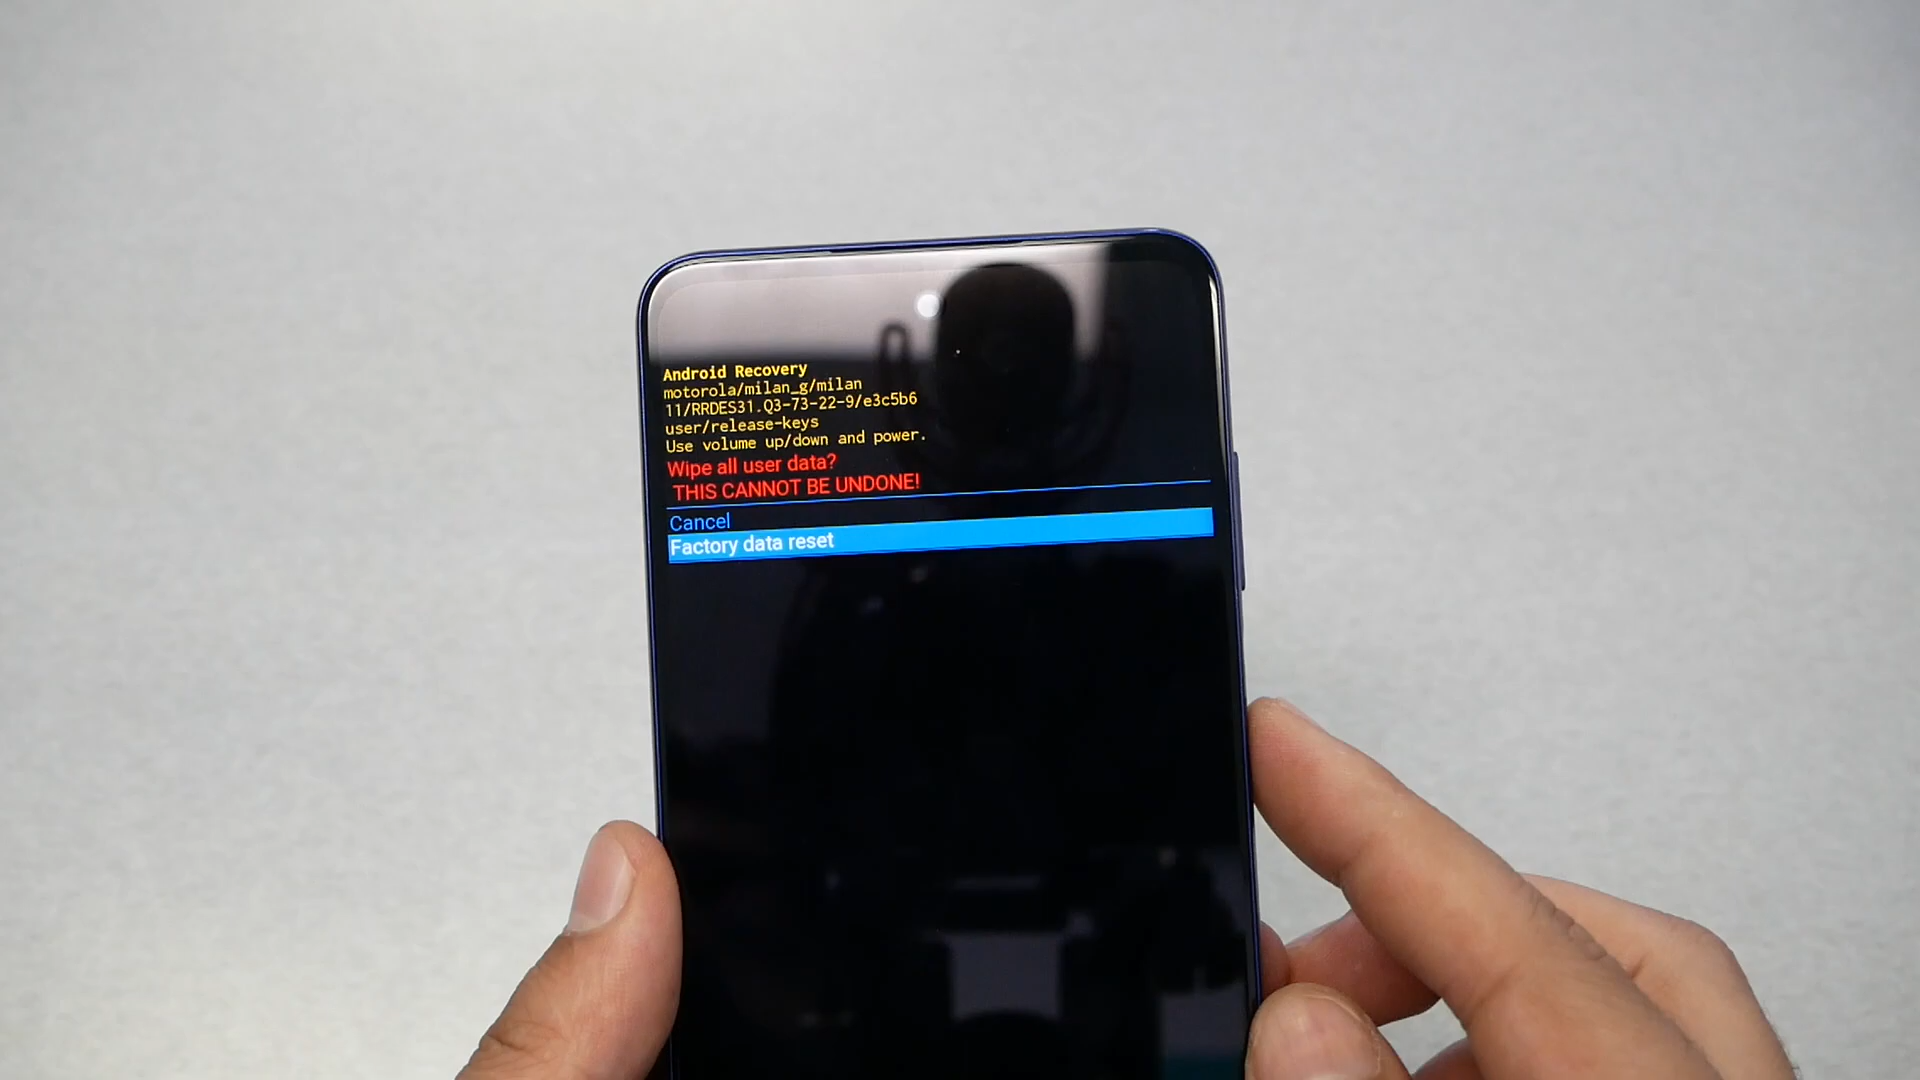 Android Recovery
motorola/milan_g/milan
11/RRDES31.Q3-73-22-9/e3c5b6
user/release-keys
Use volume up/down and power.
Wipe all user data?
THIS CANNOT BE UNDONE!
Cancel
Factory data reset